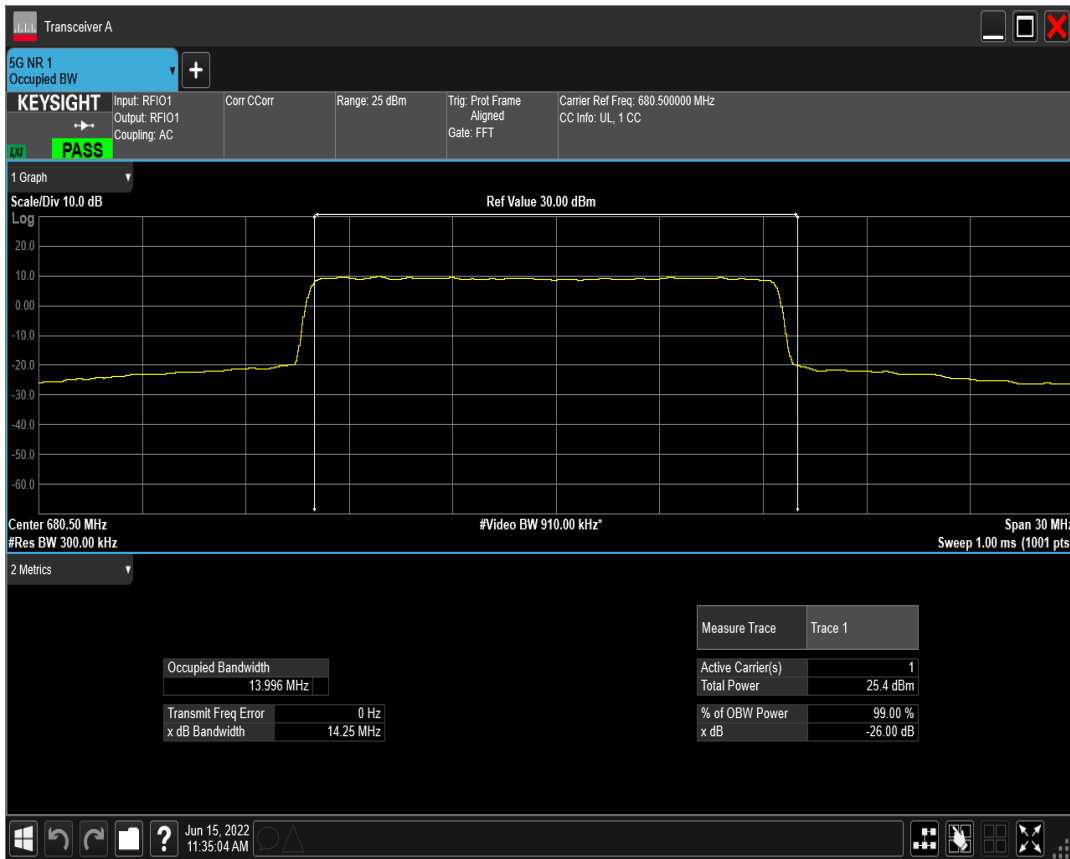 Transceiver A
5G NR 1
Occupied BW
KEYSIGHT
LXI
PASS
Input: RFIO1
Output: RFIO1
Coupling: AC
Corr CCorr
Range: 25 dBm
Trig: Prot Frame
Aligned
Gate: FFT
Carrier Ref Freq: 680.500000 MHz
CC Info: UL, 1 CC
1 Graph
Scale/Div 10.0 dB
Ref Value 30.00 dBm
Log
20.0
10.0
0.00
-10.0
-20.0
-30.0
-40.0
-50.0
-60.0
Center 680.50 MHz
#Video BW 910.00 kHz*
Span 30 MHz
#Res BW 300.00 kHz
Sweep 1.00 ms (1001 pts
2 Metrics
Measure Trace Trace 1
Occupied Bandwidth
13.996 MHz
Active Carrier(s) 1
Total Power 25.4 dBm
Transmit Freq Error 0 Hz
x dB Bandwidth 14.25 MHz
% of OBW Power 99.00 %
x dB -26.00 dB
?
Jun 15, 2022
11:35:04 AM